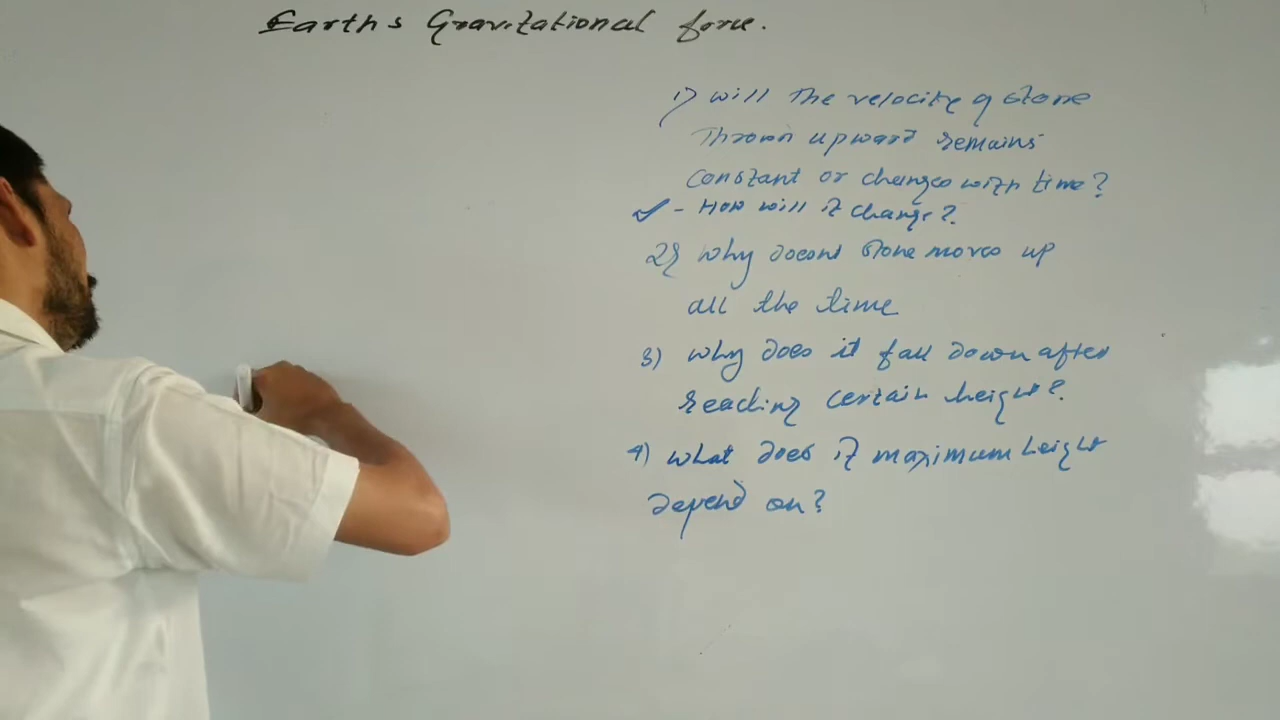 Earths Gravitational force.
1) will the velocity of stone
Thrown upward remains
constant or changes with time?
✓ - How will it change?
2) why doesnt stone moves up
all the time
3) why does it fall down after
reaching certain height?
4) what does it maximum height
depend on?